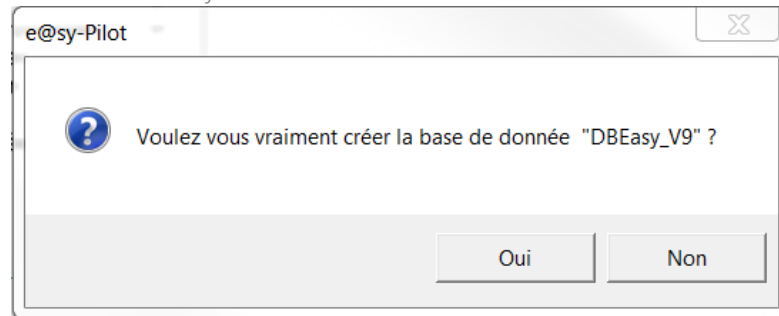 e@sy-Pilot
Voulez vous vraiment créer la base de donnée "DBEasy_V9" ?
Oui
Non